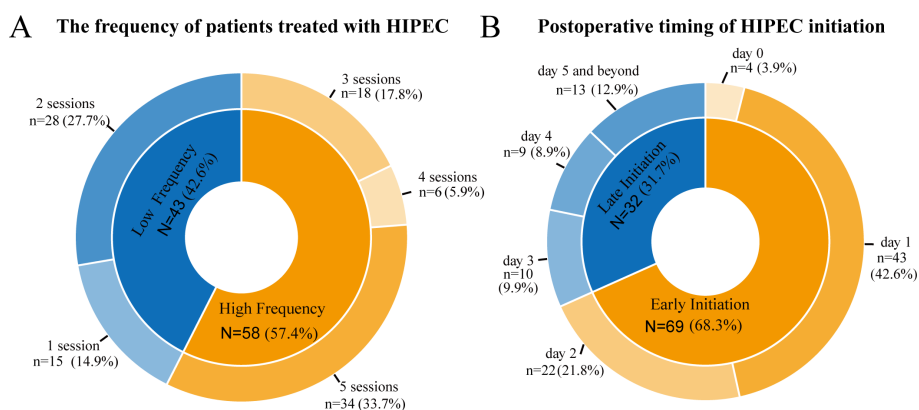 A The frequency of patients treated with HIPEC
3 sessions
n=18 (17.8%)
2 sessions
n=28 (27.7%)
4 sessions
n=6 (5.9%)
Low Frequency
N=43 (42.6%)
High Frequency
N=58 (57.4%)
1 session
n=15 (14.9%)
5 sessions
n=34 (33.7%)
B Postoperative timing of HIPEC initiation
day 0
n=4 (3.9%)
day 5 and beyond
n=13 (12.9%)
day 4
n=9 (8.9%)
Late Initiation
N=32 (31.7%)
day 1
n=43
(42.6%)
day 3
n=10
(9.9%)
Early Initiation
N=69 (68.3%)
day 2
n=22(21.8%)